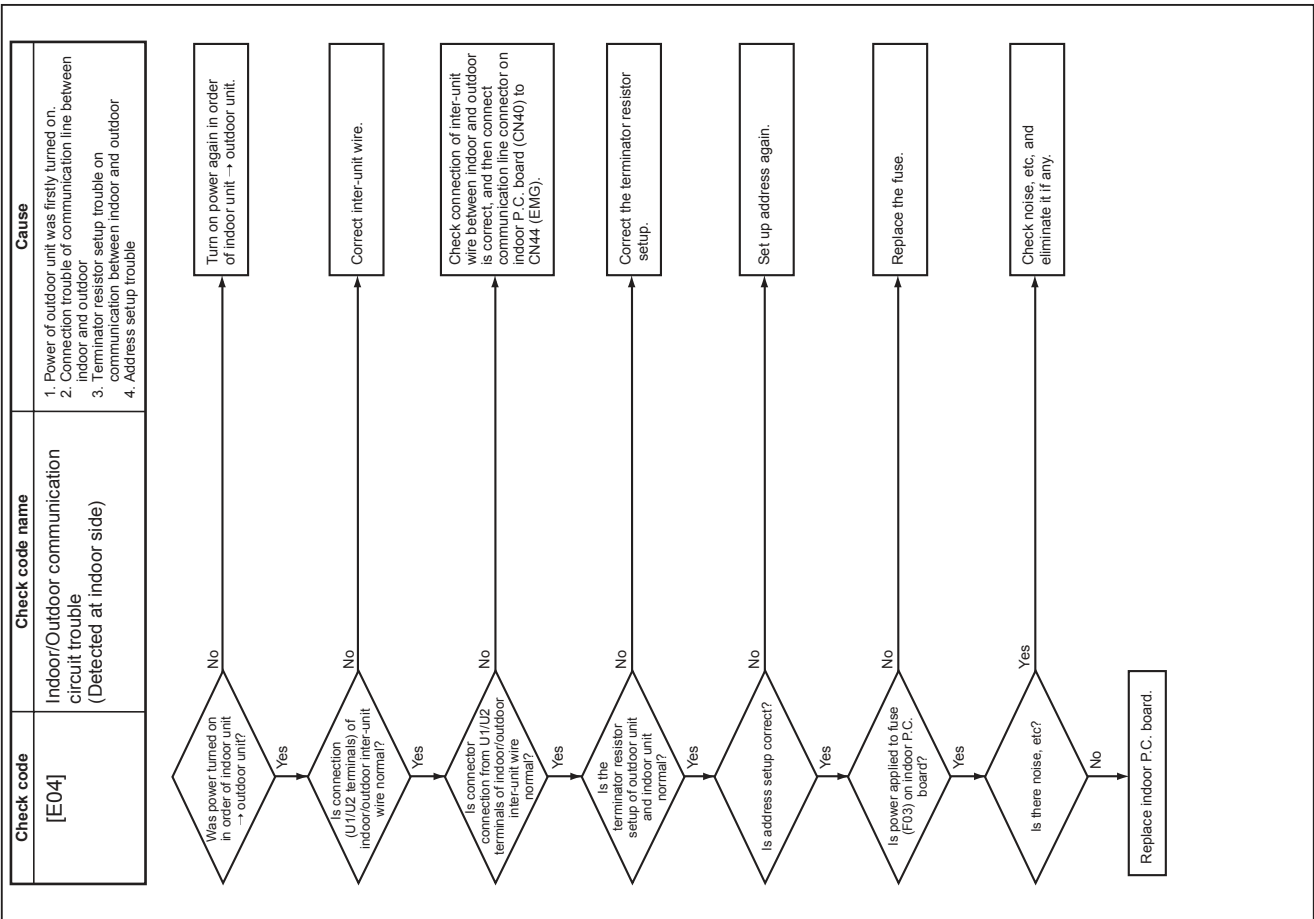 Check code
Check code name
Cause
[E04]
Indoor/Outdoor communication
circuit trouble
(Detected at indoor side)
1. Power of outdoor unit was firstly turned on.
2. Connection trouble of communication line between
indoor and outdoor
3. Terminator resistor setup trouble on
communication between indoor and outdoor
4. Address setup trouble
Was power turned on
in order of indoor unit
→ outdoor unit?
No
Turn on power again in order
of indoor unit → outdoor unit.
Yes
Is connection
(U1/U2 terminals) of
indoor/outdoor inter-unit
wire normal?
No
Correct inter-unit wire.
Yes
Is connector
connection from U1/U2
terminals of indoor/outdoor
inter-unit wire
normal?
No
Check connection of inter-unit
wire between indoor and outdoor
is correct, and then connect
communication line connector on
indoor P.C. board (CN40) to
CN44 (EMG).
Yes
Is the
terminator resistor
setup of outdoor unit
and indoor unit
normal?
No
Correct the terminator resistor
setup.
Yes
Is address setup correct?
No
Set up address again.
Yes
Is power applied to fuse
(F03) on indoor P.C.
board?
No
Replace the fuse.
Yes
Is there noise, etc?
Yes
Check noise, etc, and
eliminate it if any.
No
Replace indoor P.C. board.